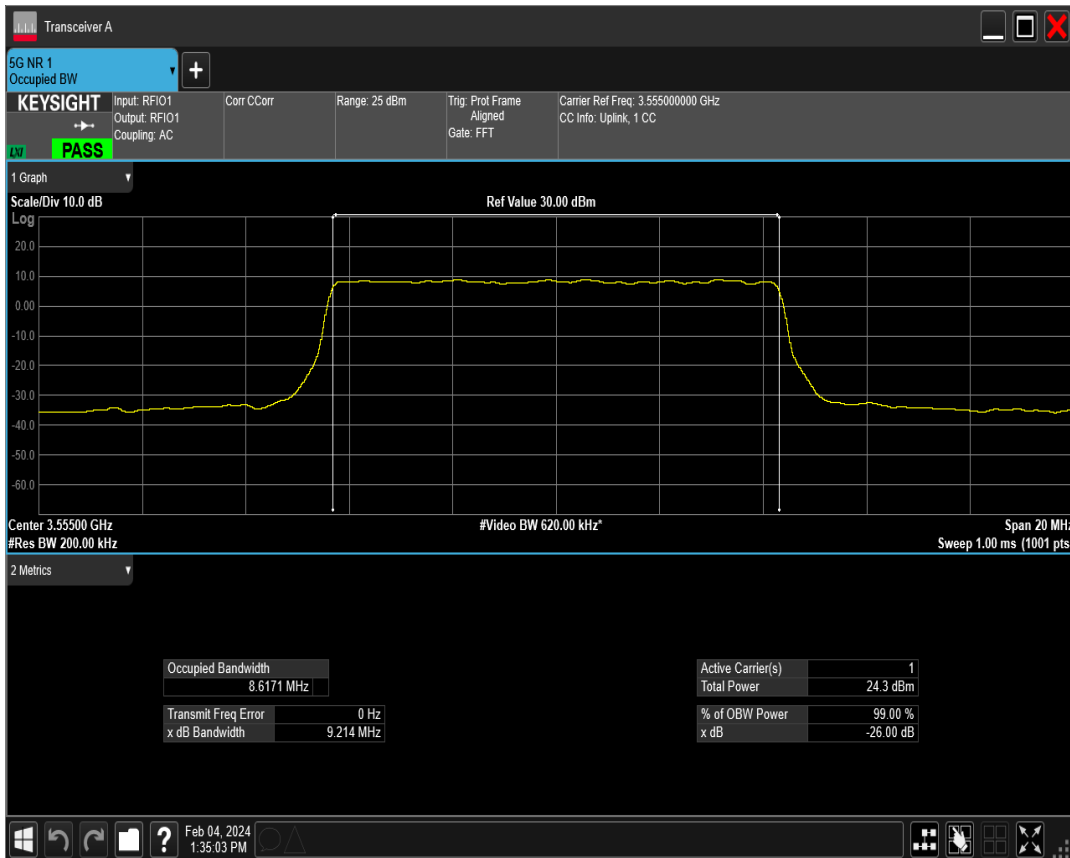 Transceiver A
5G NR 1
Occupied BW
KEYSIGHT
LXI
PASS
Input: RFIO1
Output: RFIO1
Coupling: AC
Corr CCorr
Range: 25 dBm
Trig: Prot Frame
Aligned
Gate: FFT
Carrier Ref Freq: 3.555000000 GHz
CC Info: Uplink, 1 CC
1 Graph
Scale/Div 10.0 dB
Ref Value 30.00 dBm
Log
20.0
10.0
0.00
-10.0
-20.0
-30.0
-40.0
-50.0
-60.0
Center 3.55500 GHz
#Video BW 620.00 kHz*
Span 20 MHz
#Res BW 200.00 kHz
Sweep 1.00 ms (1001 pts
2 Metrics
Occupied Bandwidth
8.6171 MHz
Transmit Freq Error 0 Hz
x dB Bandwidth 9.214 MHz
Active Carrier(s) 1
Total Power 24.3 dBm
% of OBW Power 99.00 %
x dB -26.00 dB
Feb 04, 2024
1:35:03 PM